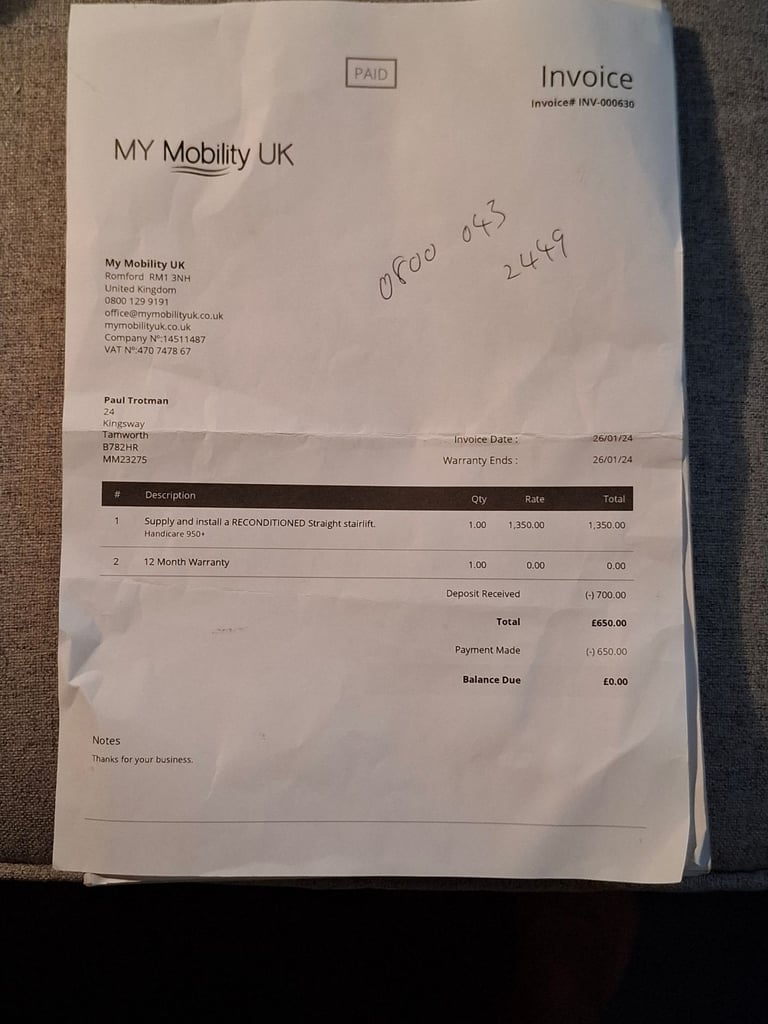 PAID
Invoice
Invoice# INV-000630
MY Mobility UK
0800 043
2449
My Mobility UK
Romford RM1 3NH
United Kingdom
0800 129 9191
office@mymobilityuk.co.uk
mymobilityuk.co.uk
Company Nº:14511487
VAT Nº:470 7478 67
Paul Trotman
24
Kingsway
Tamworth
B782HR
MM23275
Invoice Date : 26/01/24
Warranty Ends : 26/01/24
# Description Qty Rate Total
1 Supply and install a RECONDITIONED Straight stairlift. 1.00 1,350.00 1,350.00
Handicare 950+
2 12 Month Warranty 1.00 0.00 0.00
Deposit Received (-) 700.00
Total £650.00
Payment Made (-) 650.00
Balance Due £0.00
Notes
Thanks for your business.